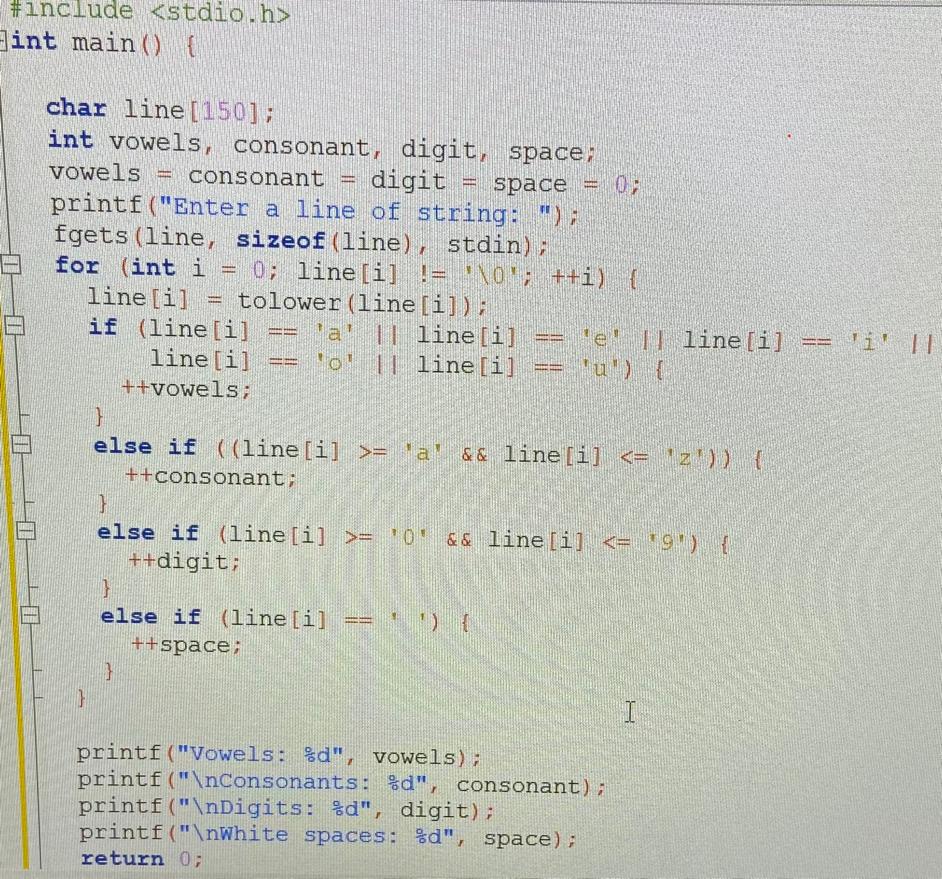 #include <stdio.h>
int main() {
char line[150];
int vowels, consonant, digit, space;
vowels = consonant = digit = space = 0;
printf("Enter a line of string: ");
fgets(line, sizeof(line), stdin);
for (int i = 0; line[i] != '\0'; ++i) {
line[i] = tolower(line[i]);
if (line[i] == 'a' || line[i] == 'e' || line[i] == 'i' ||
line[i] == 'o' || line[i] == 'u') {
++vowels;
}
else if ((line[i] >= 'a' && line[i] <= 'z')) {
++consonant;
}
else if (line[i] >= '0' && line[i] <= '9') {
++digit;
}
else if (line[i] == ' ') {
++space;
}
}
printf("Vowels: %d", vowels);
printf("\nConsonants: %d", consonant);
printf("\nDigits: %d", digit);
printf("\nWhite spaces: %d", space);
return 0;